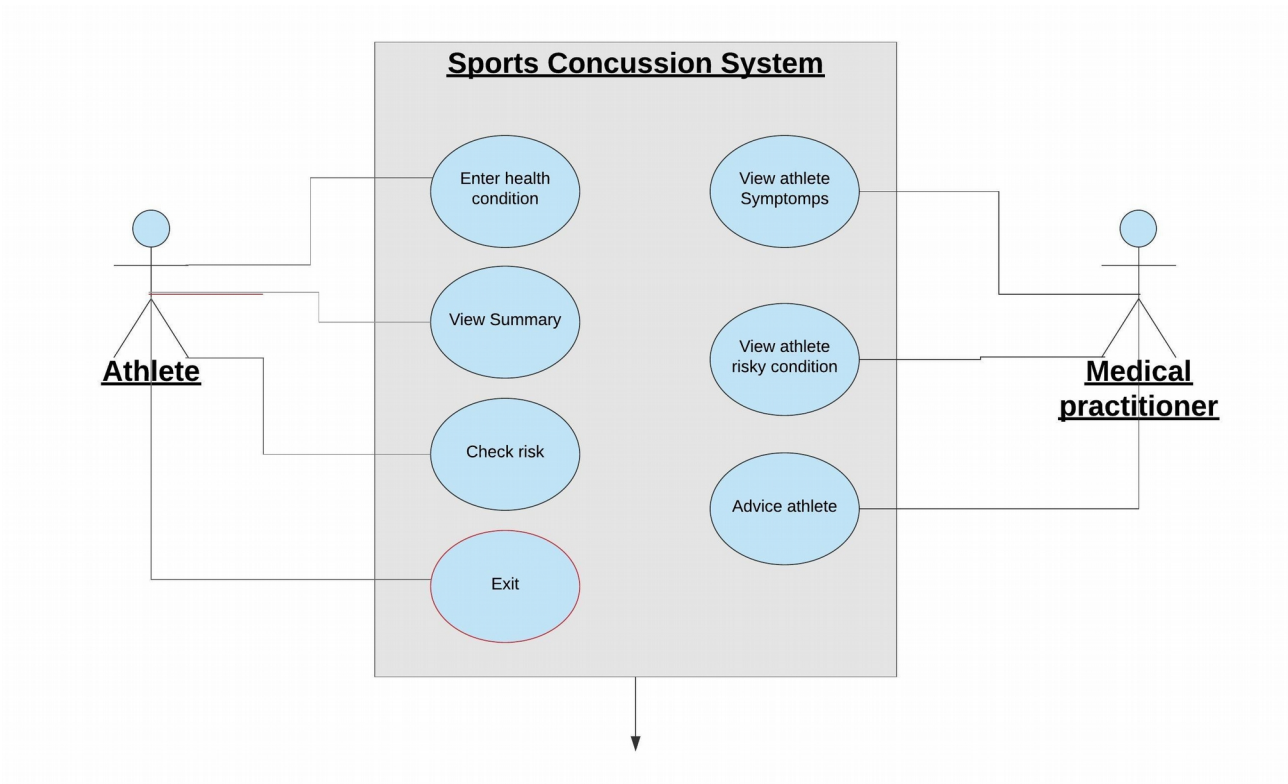 Sports Concussion System
Enter health
condition
View Summary
Check risk
Exit
View athlete
Symptomps
View athlete
risky condition
Advice athlete
Athlete
Medical
practitioner